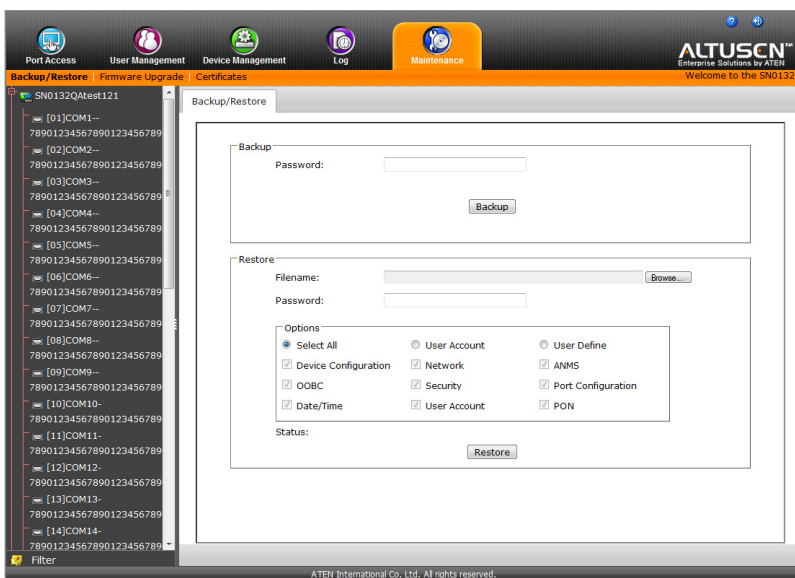 Port Access
User Management
Device Management
Log
Maintenance
ALTUSEN™
Enterprise Solutions by ATEN
Backup/Restore | Firmware Upgrade | Certificates
Welcome to the SN0132
SN0132QAtest121
[01]COM1--
78901234567890123456789
[02]COM2--
78901234567890123456789
[03]COM3--
78901234567890123456789
[04]COM4--
78901234567890123456789
[05]COM5--
78901234567890123456789
[06]COM6--
78901234567890123456789
[07]COM7--
78901234567890123456789
[08]COM8--
78901234567890123456789
[09]COM9--
78901234567890123456789
[10]COM10-
78901234567890123456789
[11]COM11-
78901234567890123456789
[12]COM12-
78901234567890123456789
[13]COM13-
78901234567890123456789
[14]COM14-
78901234567890123456789
Filter
Backup/Restore
Backup
Password:
Backup
Restore
Filename:
Browse...
Password:
Options
Select All
User Account
User Define
Device Configuration
Network
ANMS
OOBC
Security
Port Configuration
Date/Time
User Account
PON
Status:
Restore
ATEN International Co. Ltd. All rights reserved.